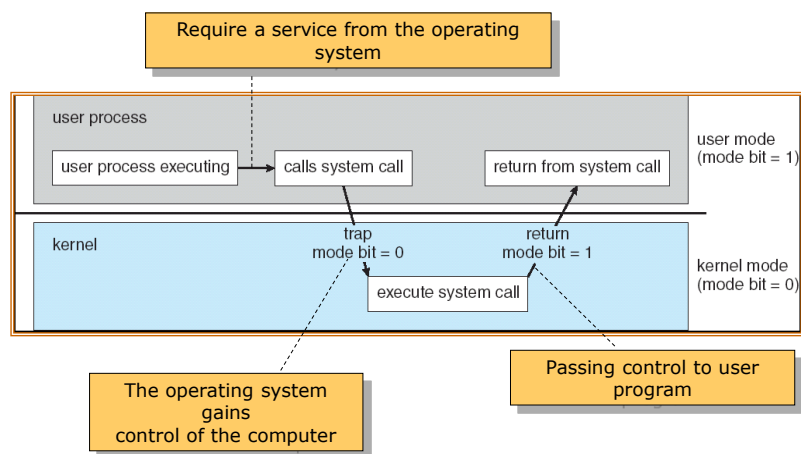 Require a service from the operating
system
user process
user process executing
calls system call
return from system call
user mode
(mode bit = 1)
kernel
trap
mode bit = 0
return
mode bit = 1
execute system call
kernel mode
(mode bit = 0)
The operating system
gains
control of the computer
Passing control to user
program